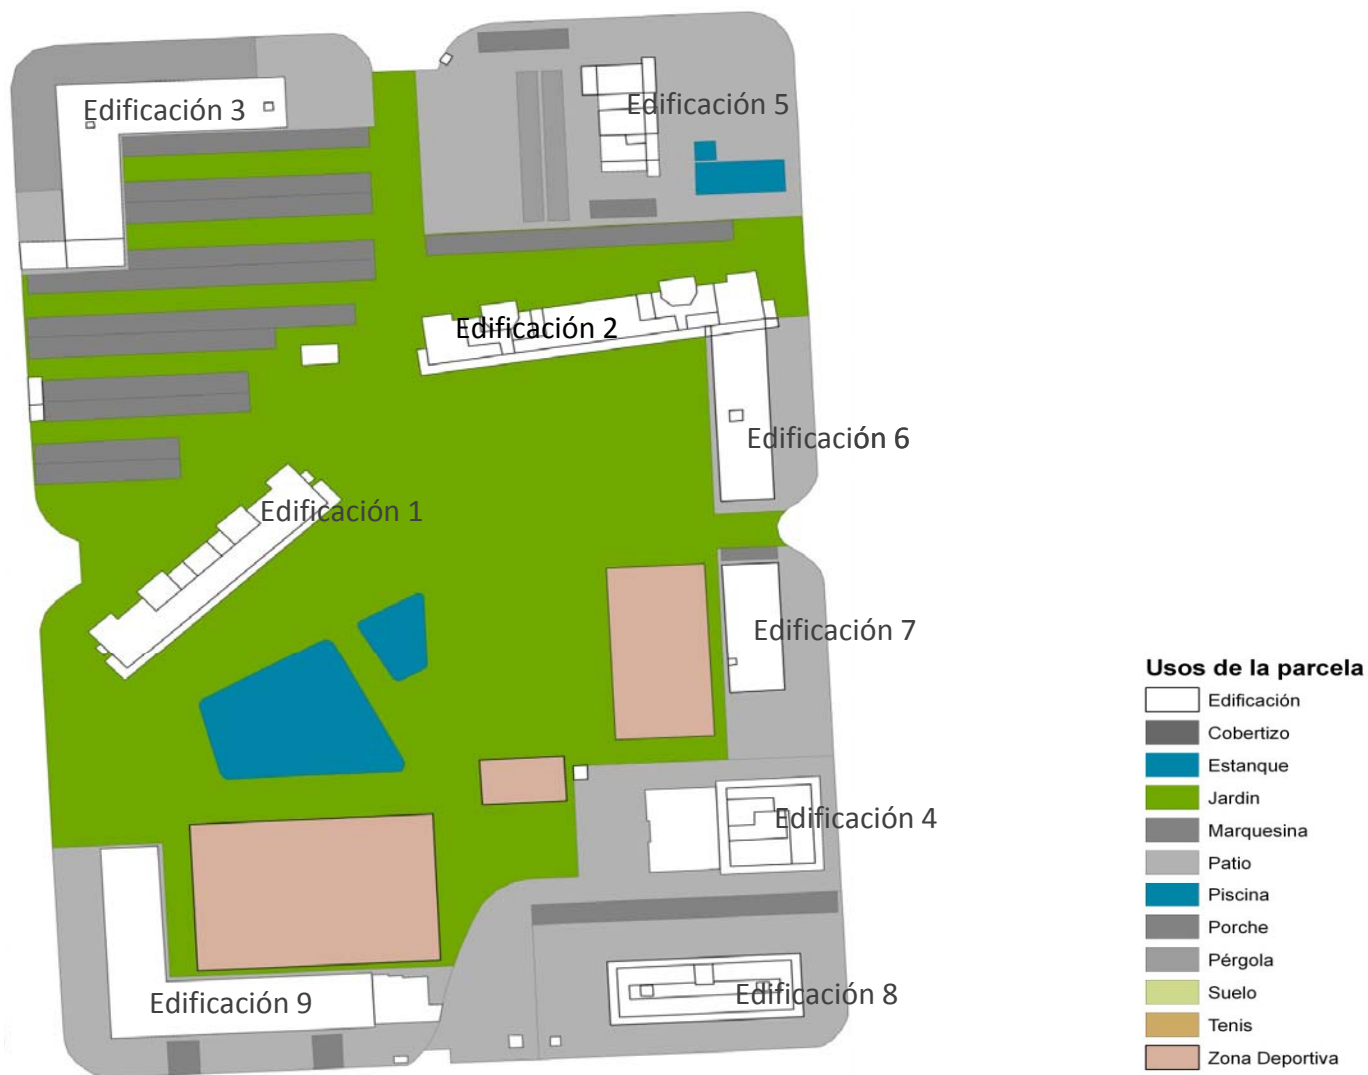 Edificación 3
Edificación 5
Edificación 2
Edificación 6
Edificación 1
Edificación 7
Edificación 4
Edificación 9
Edificación 8
Usos de la parcela
Edificación
Cobertizo
Estanque
Jardin
Marquesina
Patio
Piscina
Porche
Pérgola
Suelo
Tenis
Zona Deportiva